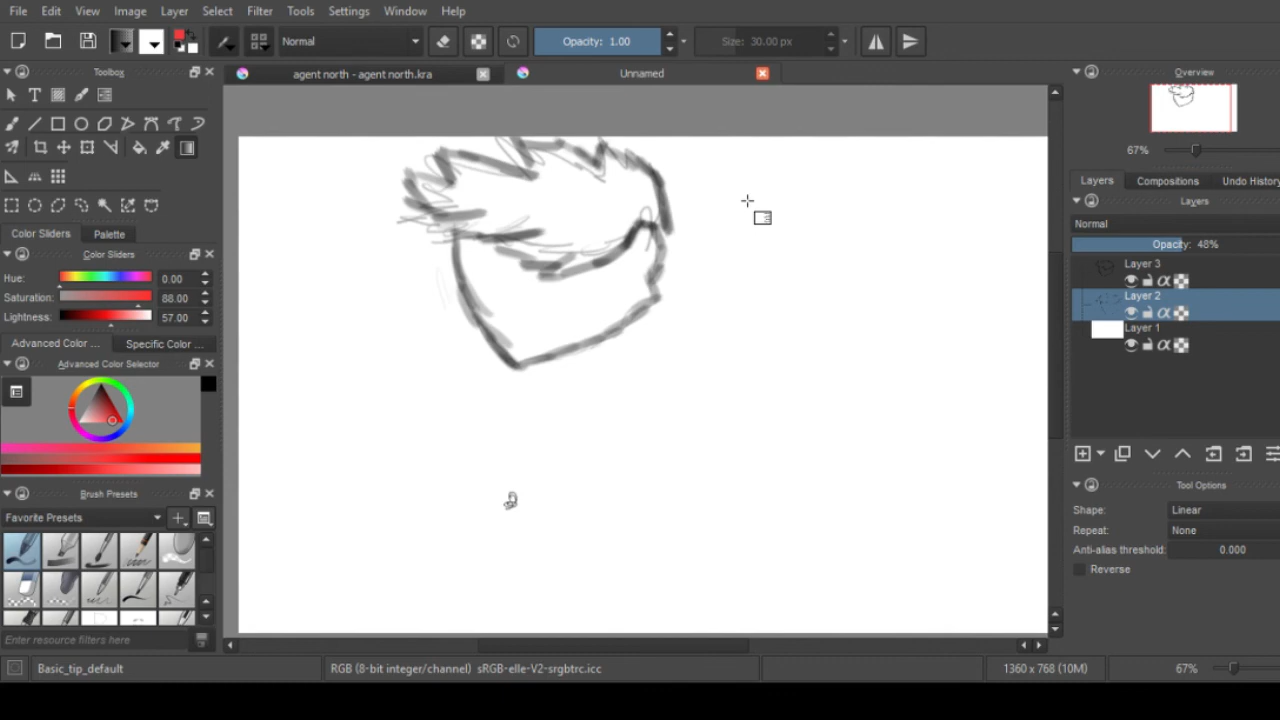 File Edit View Image Layer Select Filter Tools Settings Window Help
Normal Opacity: 1.00 Size: 30.00 px
Toolbox agent north - agent north.kra Unnamed Overview
67%
Layers Compositions Undo History
Layers
Normal
Opacity: 48%
Layer 3
Layer 2
Layer 1
Color Sliders Palette
Color Sliders
Hue: 0.00
Saturation: 88.00
Lightness: 57.00
Advanced Color ... Specific Color ...
Advanced Color Selector
Brush Presets
Favorite Presets
Enter resource filters here
Tool Options
Shape: Linear
Repeat: None
Anti-alias threshold: 0.000
Reverse
Basic_tip_default RGB (8-bit integer/channel) sRGB-elle-V2-srgbtrc.icc 1360 x 768 (10M) 67%